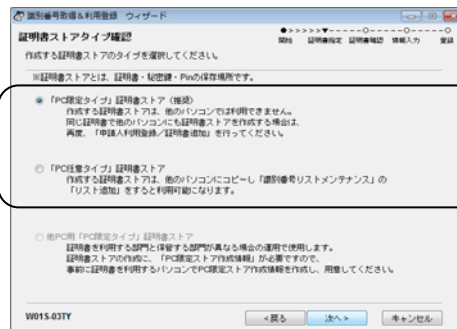 識別番号取得&利用登録 ウィザード
証明書ストアタイプ確認
●>>>>>▼-----○-----○-----○
開始 証明書指定 証明書確認 情報入力 登録
作成する証明書ストアのタイプを選択してください。
※証明書ストアとは、証明書・秘密鍵・Pinの保存場所です。
「PC限定タイプ」証明書ストア (推奨)
作成する証明書ストアは、他のパソコンでは利用できません。
同じ証明書で他のパソコンにも証明書ストアを作成する場合は、
再度、「申請人利用登録/証明書追加」を行ってください。
「PC任意タイプ」証明書ストア
作成する証明書ストアは、他のパソコンにコピーし「識別番号リストメンテナンス」の
「リスト追加」をすると利用可能になります。
他PC用「PC限定タイプ」証明書ストア
証明書を利用する部門と保管する部門が異なる場合の運用で使用します。
証明書ストアの作成に、「PC限定ストア作成情報」が必要ですので、
事前に証明書を利用するパソコンでPC限定ストア作成情報を作成し、用意してください。
W01S-03TY
<戻る
次へ>
キャンセル